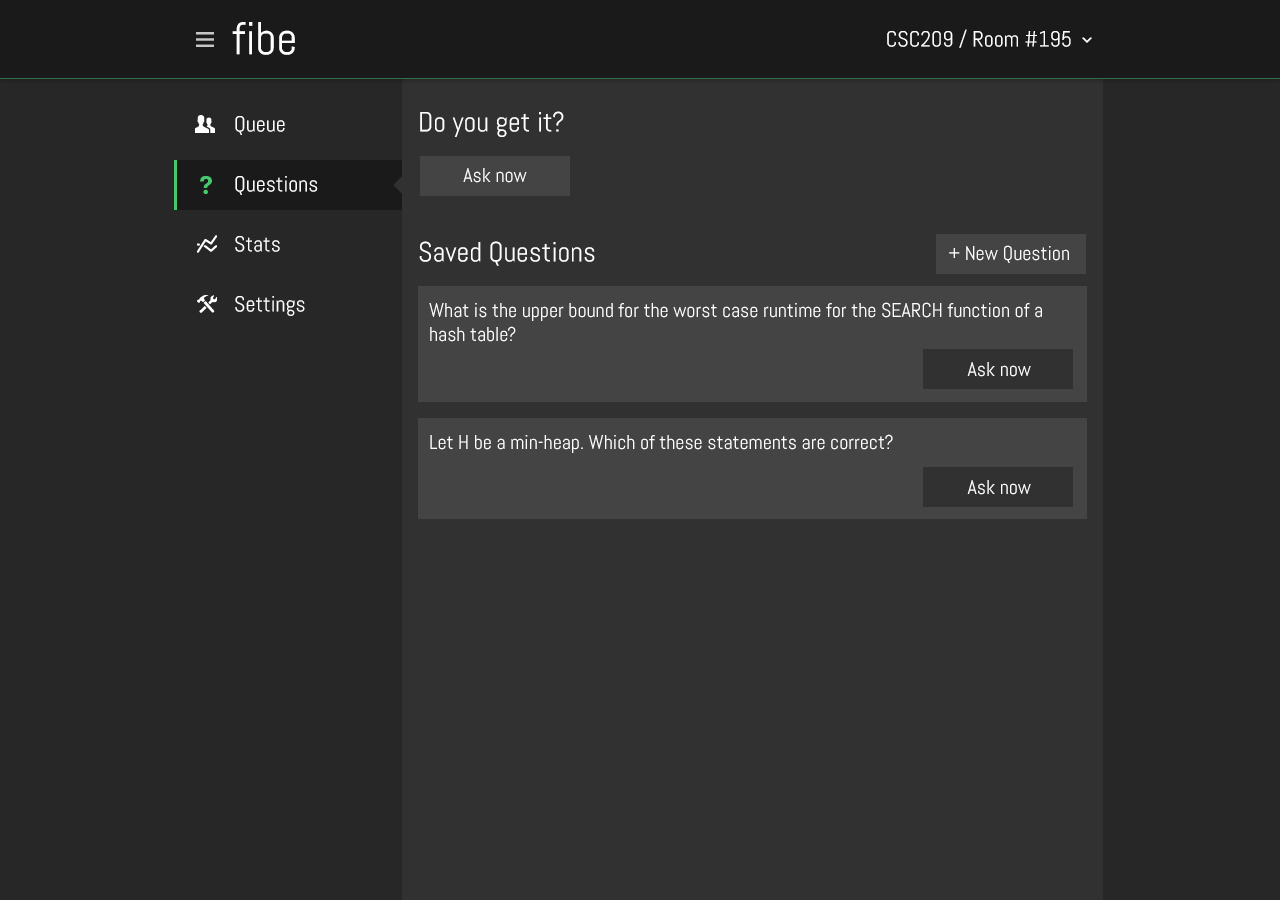 fibe
CSC209 / Room #195
Queue
Questions
Stats
Settings
Do you get it?
Ask now
Saved Questions
+ New Question
What is the upper bound for the worst case runtime for the SEARCH function of a
hash table?
Ask now
Let H be a min-heap. Which of these statements are correct?
Ask now